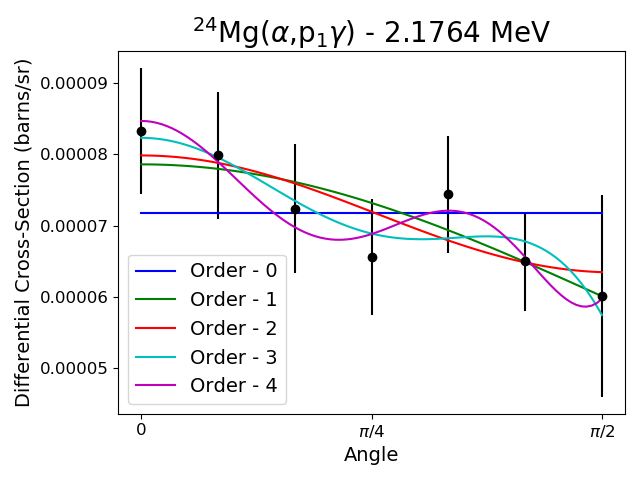 ²⁴Mg(α,p₁γ) - 2.1764 MeV
Differential Cross-Section (barns/sr)
0.00009
0.00008
0.00007
0.00006
0.00005
Order - 0
Order - 1
Order - 2
Order - 3
Order - 4
0
π/4
π/2
Angle